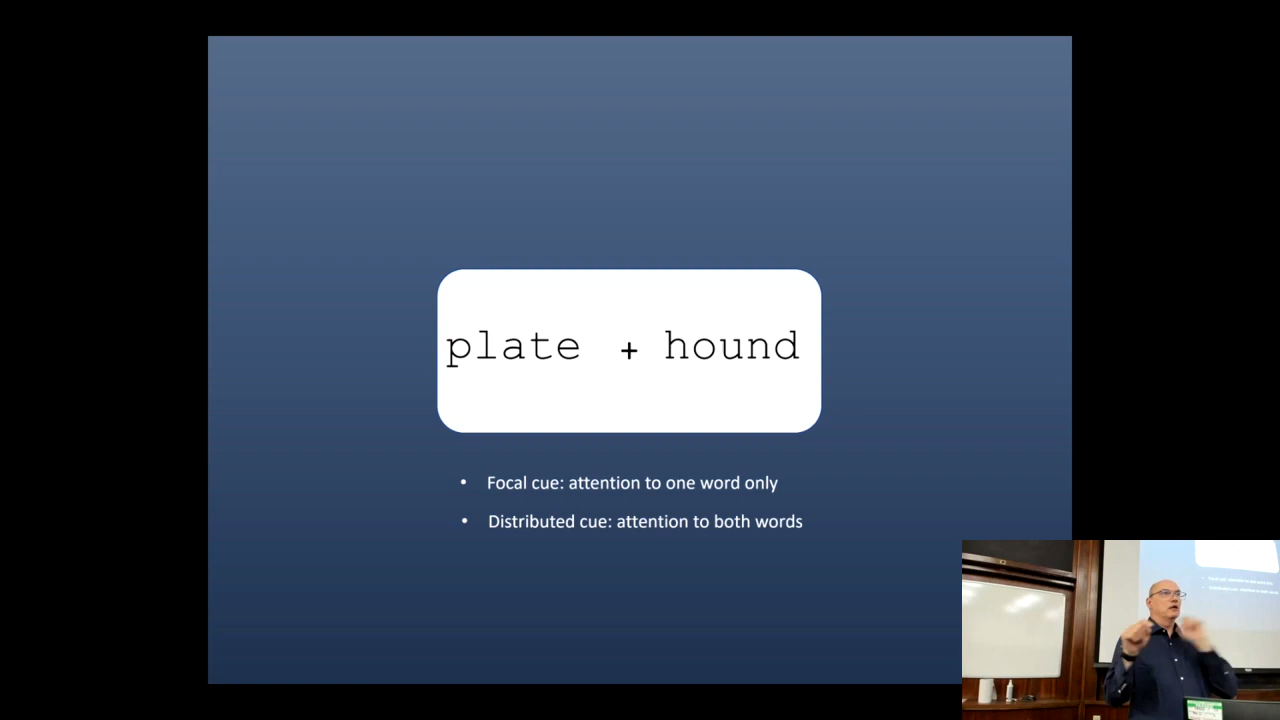 plate + hound
• Focal cue: attention to one word only
• Distributed cue: attention to both words